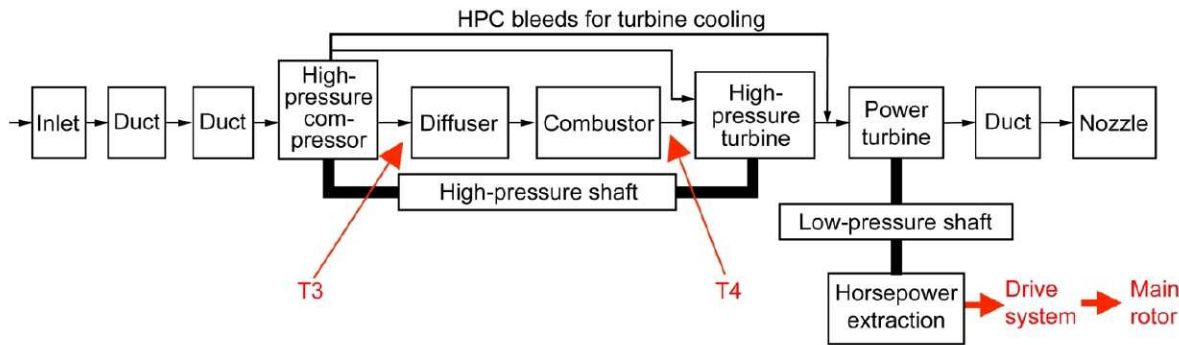 HPC bleeds for turbine cooling
Inlet
Duct
Duct
High-
pressure
com-
pressor
Diffuser
Combustor
High-
pressure
turbine
Power
turbine
Duct
Nozzle
High-pressure shaft
Low-pressure shaft
T3
T4
Horsepower
extraction
Drive
system
Main
rotor